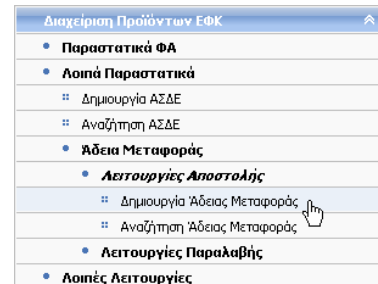 Διαχείριση Προϊόντων ΕΦΚ
Παραστατικά ΦΑ
Λοιπά Παραστατικά
Δημιουργία ΑΣΔΕ
Αναζήτηση ΑΣΔΕ
Άδεια Μεταφοράς
Λειτουργίες Αποστολής
Δημιουργία Άδειας Μεταφοράς
Αναζήτηση Άδειας Μεταφοράς
Λειτουργίες Παραλαβής
Λοιπές Λειτουργίες